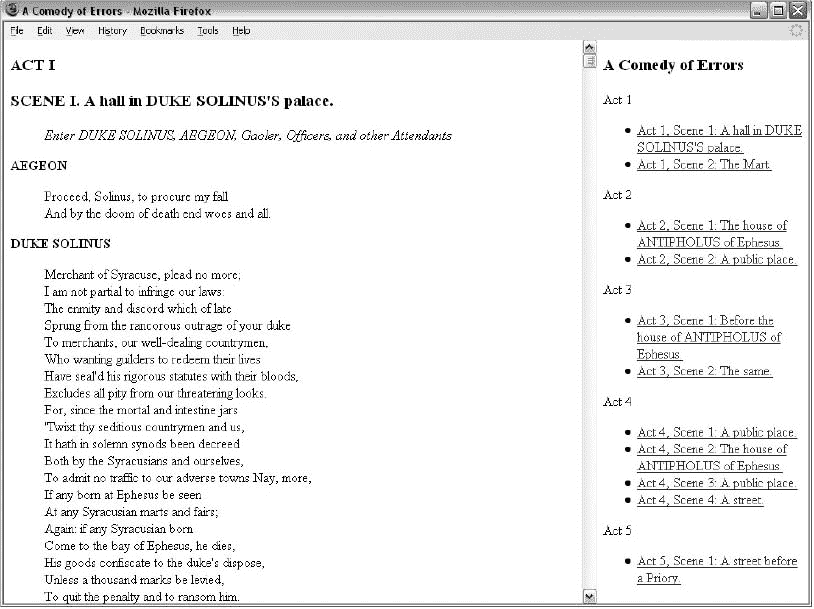 A Comedy of Errors - Mozilla Firefox
File Edit View History Bookmarks Tools Help
ACT I
SCENE I. A hall in DUKE SOLINUS'S palace.
Enter DUKE SOLINUS, AEGEON, Gaoler, Officers, and other Attendants
AEGEON
Proceed, Solinus, to procure my fall
And by the doom of death end woes and all.
DUKE SOLINUS
Merchant of Syracuse, plead no more;
I am not partial to infringe our laws:
The enmity and discord which of late
Sprung from the rancorous outrage of your duke
To merchants, our well-dealing countrymen,
Who wanting guilders to redeem their lives
Have seal'd his rigorous statutes with their bloods,
Excludes all pity from our threatening looks.
For, since the mortal and intestine jars
'Twixt thy seditious countrymen and us,
It hath in solemn synods been decreed
Both by the Syracusians and ourselves,
To admit no traffic to our adverse towns Nay, more,
If any born at Ephesus be seen
At any Syracusian marts and fairs;
Again: if any Syracusian born
Come to the bay of Ephesus, he dies,
His goods confiscate to the duke's dispose,
Unless a thousand marks be levied,
To quit the penalty and to ransom him.
A Comedy of Errors
Act 1
Act 1, Scene 1: A hall in DUKE
SOLINUS'S palace.
Act 1, Scene 2: The Mart.
Act 2
Act 2, Scene 1: The house of
ANTIPHOLUS of Ephesus.
Act 2, Scene 2: A public place.
Act 3
Act 3, Scene 1: Before the
house of ANTIPHOLUS of
Ephesus.
Act 3, Scene 2: The same.
Act 4
Act 4, Scene 1: A public place.
Act 4, Scene 2: The house of
ANTIPHOLUS of Ephesus.
Act 4, Scene 3: A public place.
Act 4, Scene 4: A street.
Act 5
Act 5, Scene 1: A street before
a Priory.